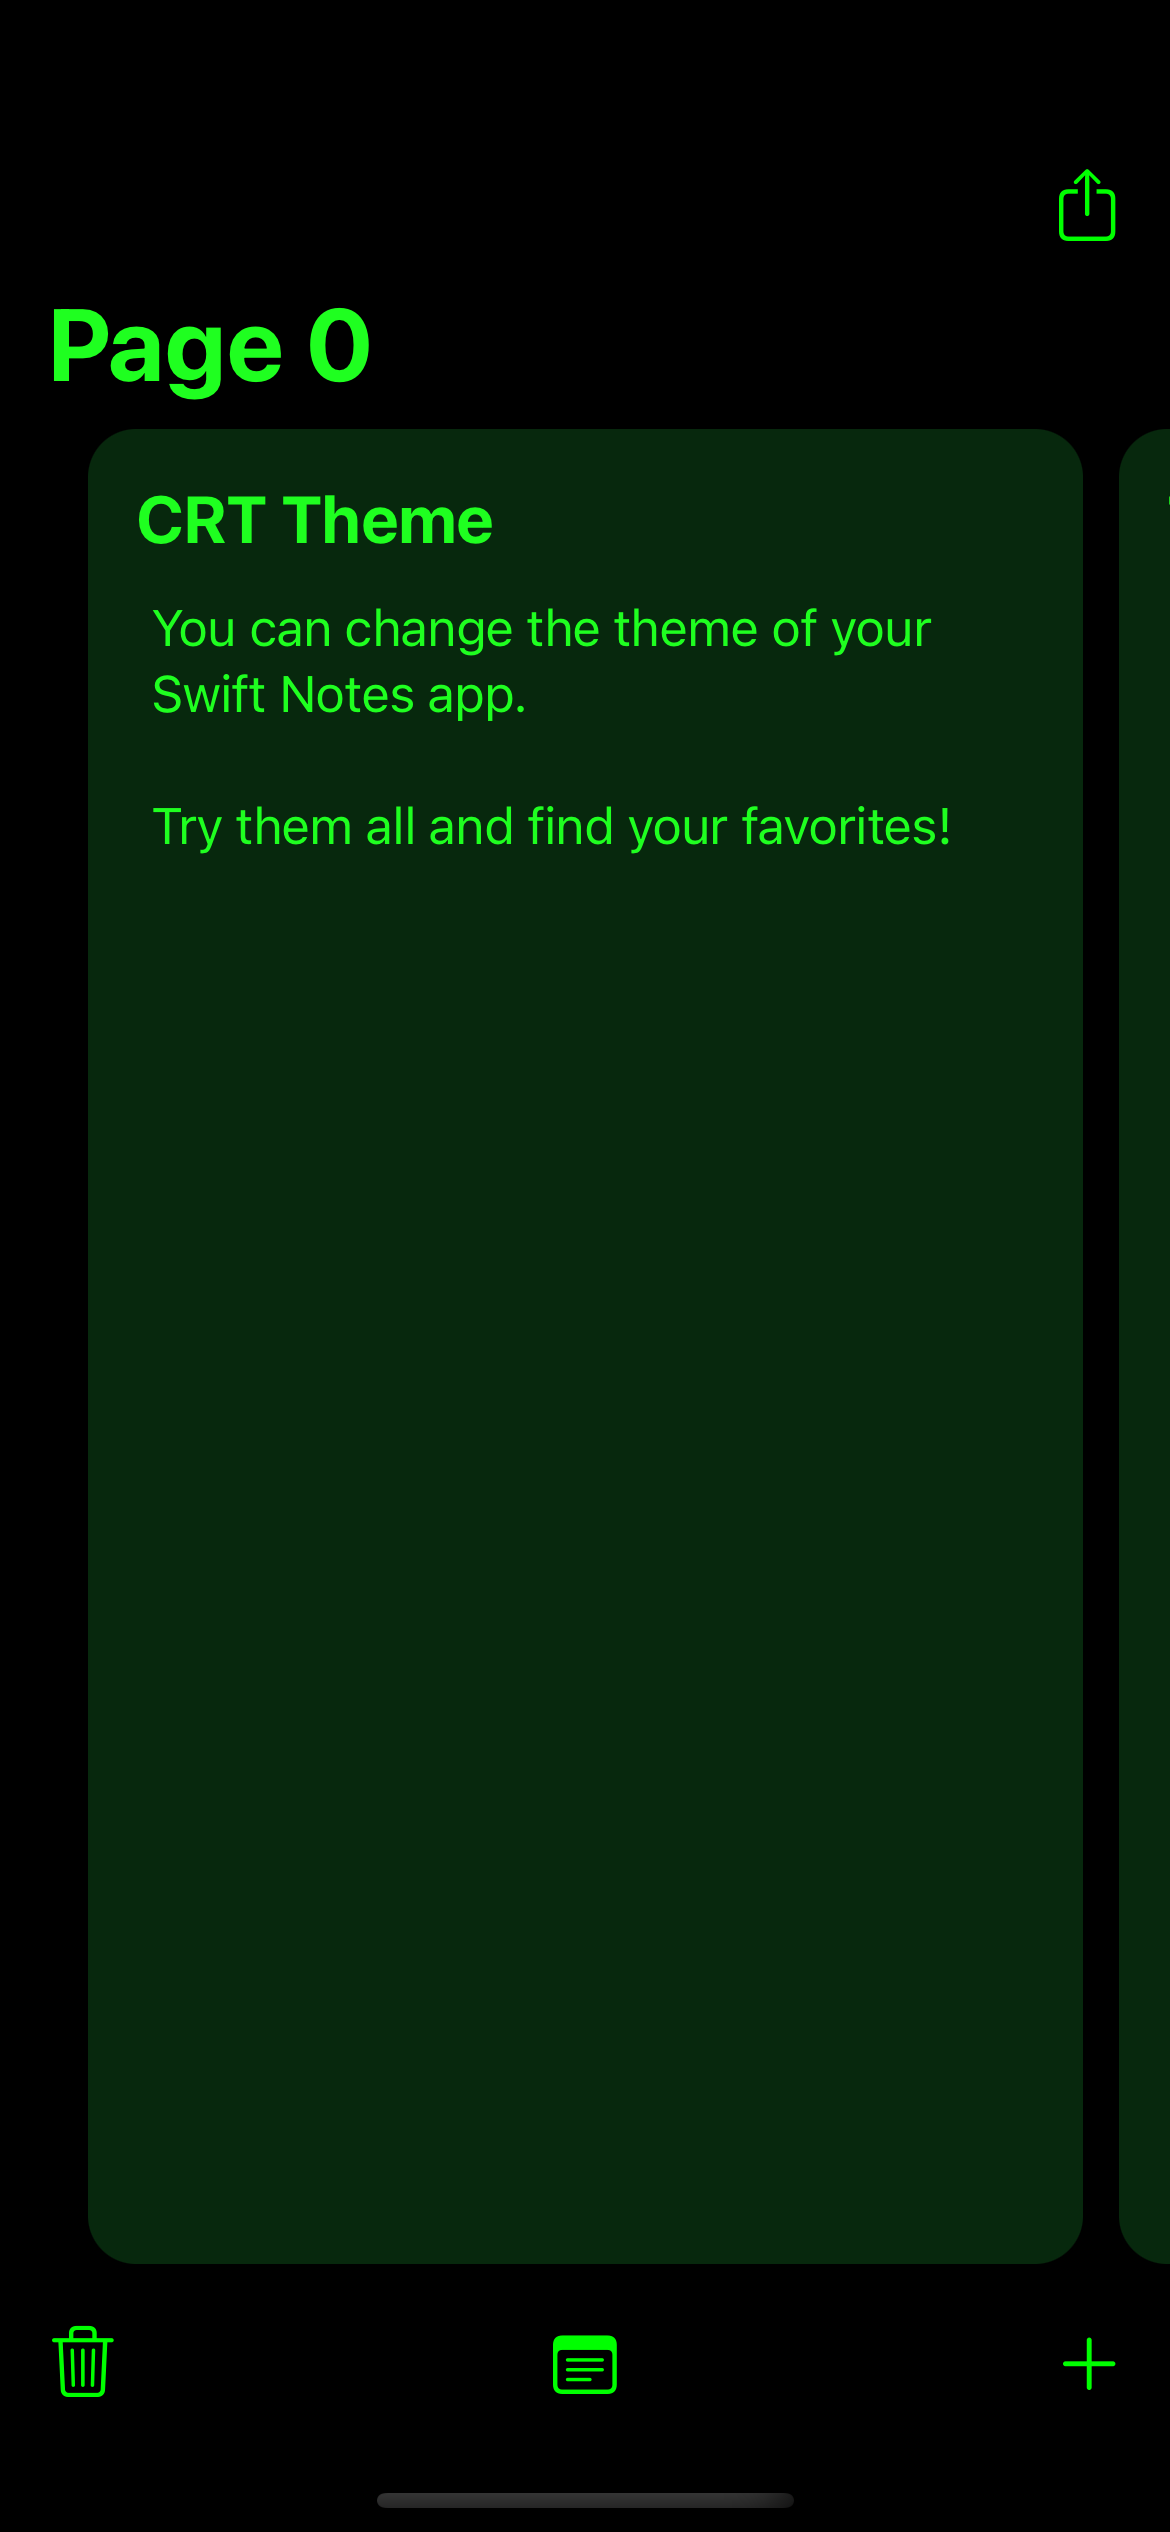 Page 0
CRT Theme
You can change the theme of your
Swift Notes app.
Try them all and find your favorites!